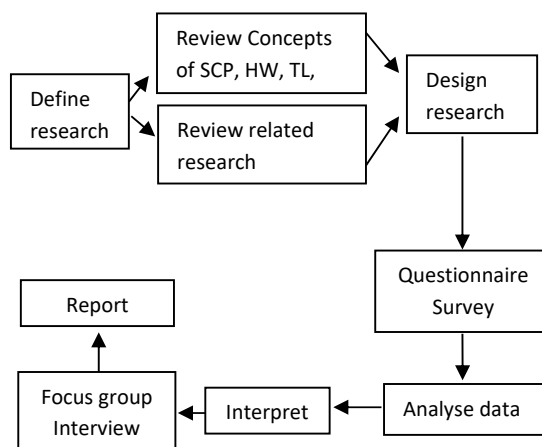 Define
research
Review Concepts
of SCP, HW, TL,
Review related
research
Design
research
Questionnaire
Survey
Analyse data
Interpret
Focus group
Interview
Report